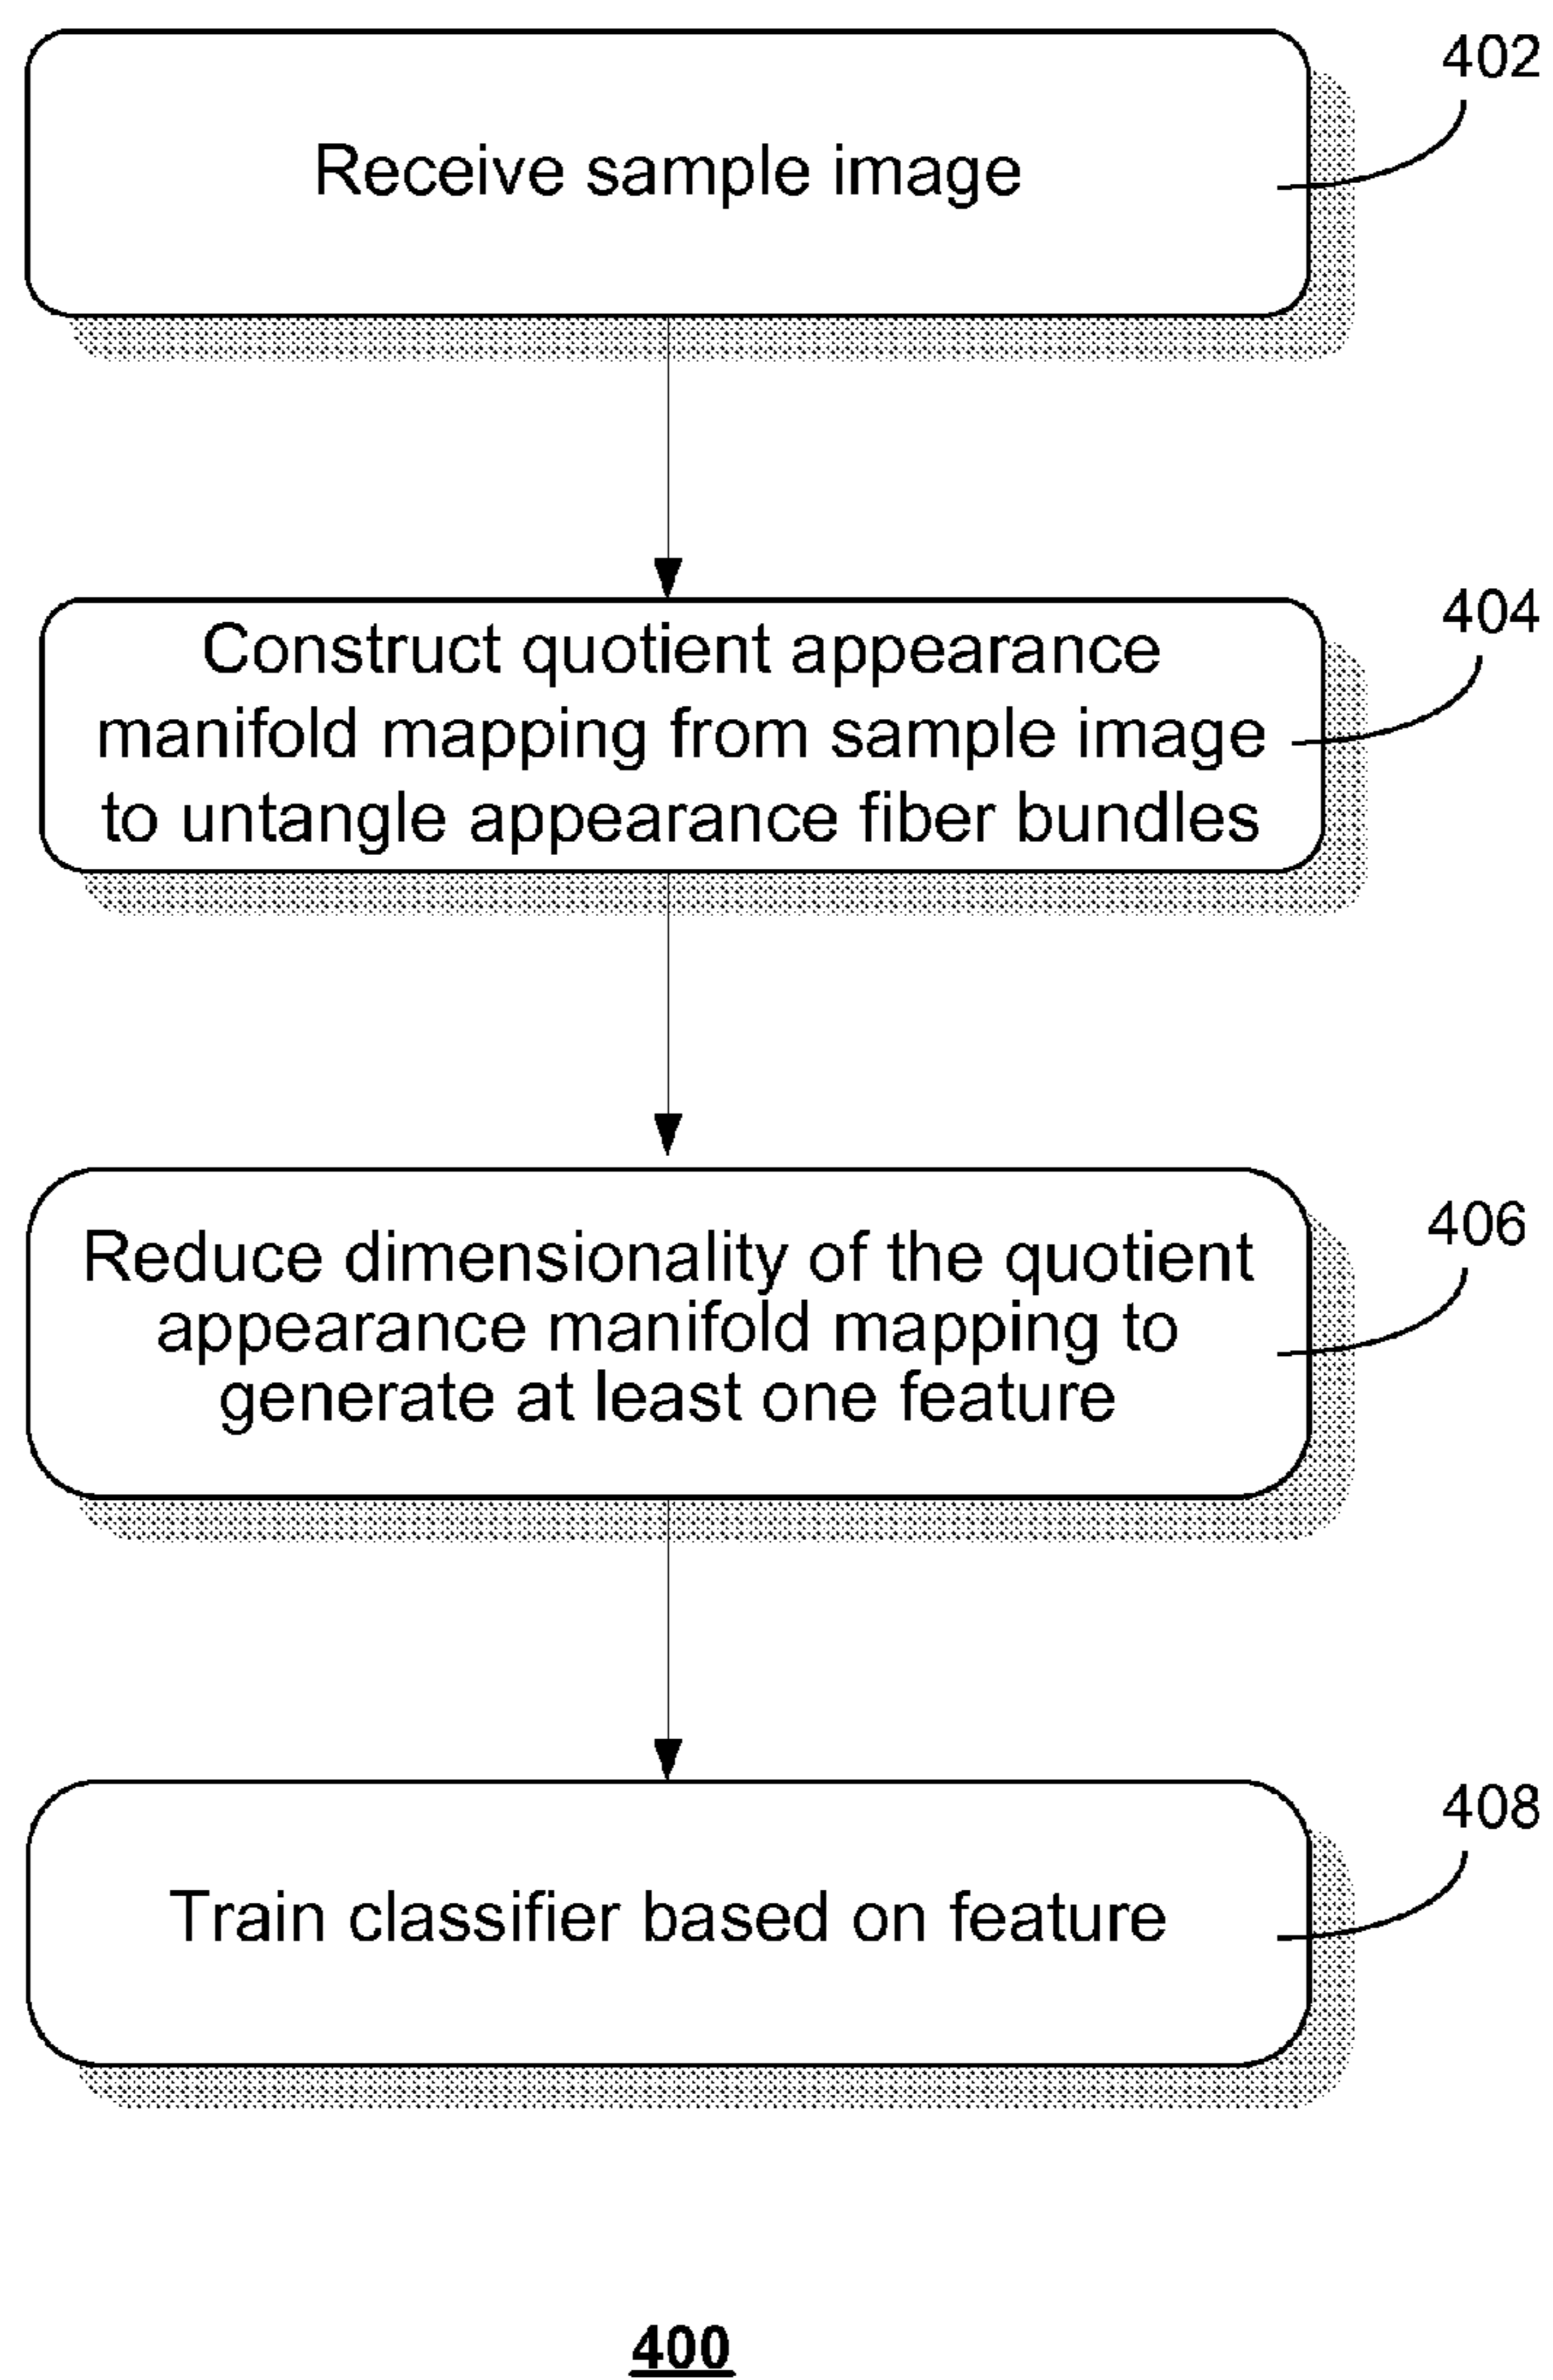 402
Receive sample image
404
Construct quotient appearance
manifold mapping from sample image
to untangle appearance fiber bundles
406
Reduce dimensionality of the quotient
appearance manifold mapping to
generate at least one feature
408
Train classifier based on feature
400